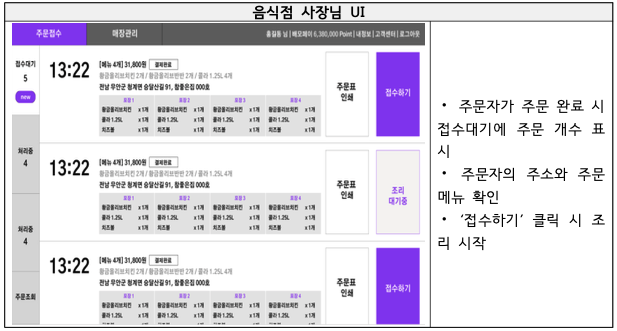 음식점 사장님 UI
주문접수
매장관리
홍길동 님 | 배모페이 6,380,000 Point | 내정보 | 고객센터 | 로그아웃
접수대기
5
new
처리중
4
처리중
4
주문조회
13:22
[메뉴 4개] 31,800원 결제완료
황금올리브치킨 2개 / 황금올리브반반 2개 / 콜라 1.25L 4개
전남 무안군 청계면 승달산길 91, 참좋은집 000호
포장 1 포장 2 포장 3 포장 4
황금올리브치킨 x 1개 황금올리브치킨 x 1개 황금올리브치킨 x 1개 황금올리브치킨 x 1개
콜라 1.25L x 1개 콜라 1.25L x 1개 콜라 1.25L x 1개 콜라 1.25L x 1개
치즈볼 x 1개 치즈볼 x 1개 치즈볼 x 1개 치즈볼 x 1개
주문표
인쇄
접수하기
13:22
[메뉴 4개] 31,800원 결제완료
황금올리브치킨 2개 / 황금올리브반반 2개 / 콜라 1.25L 4개
전남 무안군 청계면 승달산길 91, 참좋은집 000호
포장 1 포장 2 포장 3 포장 4
황금올리브치킨 x 1개 황금올리브치킨 x 1개 황금올리브치킨 x 1개 황금올리브치킨 x 1개
콜라 1.25L x 1개 콜라 1.25L x 1개 콜라 1.25L x 1개 콜라 1.25L x 1개
치즈볼 x 1개 치즈볼 x 1개 치즈볼 x 1개 치즈볼 x 1개
주문표
인쇄
조리
대기중
13:22
[메뉴 4개] 31,800원 결제완료
황금올리브치킨 2개 / 황금올리브반반 2개 / 콜라 1.25L 4개
전남 무안군 청계면 승달산길 91, 참좋은집 000호
포장 1 포장 2 포장 3 포장 4
황금올리브치킨 x 1개 황금올리브치킨 x 1개 황금올리브치킨 x 1개 황금올리브치킨 x 1개
콜라 1.25L x 1개 콜라 1.25L x 1개 콜라 1.25L x 1개 콜라 1.25L x 1개
주문표
인쇄
접수하기
• 주문자가 주문 완료 시
접수대기에 주문 개수 표
시
• 주문자의 주소와 주문
메뉴 확인
• ‘접수하기’ 클릭 시 조
리 시작